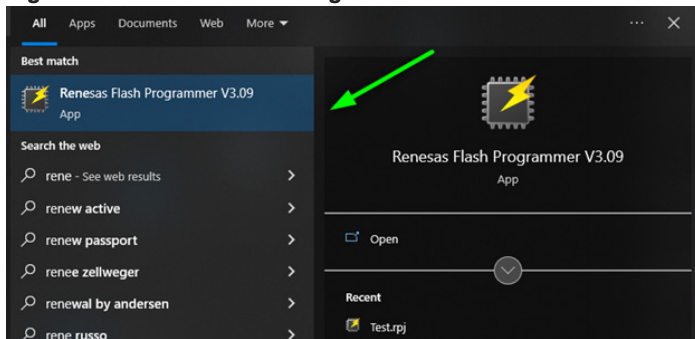 All Apps Documents Web More
Best match
Renesas Flash Programmer V3.09
App
Search the web
rene - See web results
renew active
renew passport
renee zellweger
renewal by andersen
rene russo
Renesas Flash Programmer V3.09
App
Open
Recent
Test.rpj